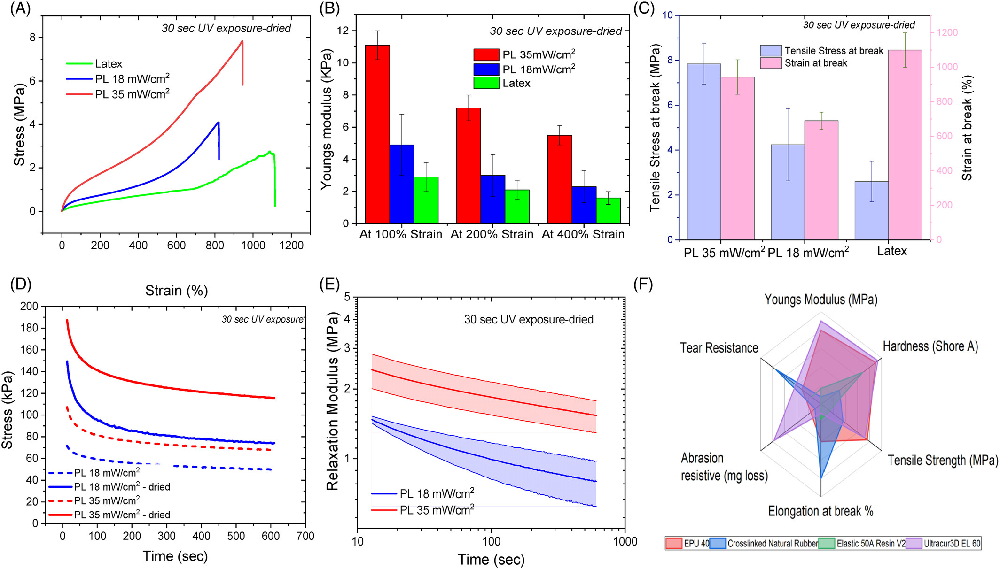 (A)
30 sec UV exposure-dried
Latex
PL 18 mW/cm²
PL 35 mW/cm²
Stress (MPa)
8
6
4
2
0
0 200 400 600 800 1000 1200
Strain (%)
(B)
30 sec UV exposure-dried
PL 35mW/cm²
PL 18mW/cm²
Latex
Youngs modulus (KPa)
12
10
8
6
4
2
0
At 100% Strain At 200% Strain At 400% Strain
(C)
30 sec UV exposure-dried
Tensile Stress at break
Strain at break
Tensile Stress at break (MPa)
10
8
6
4
2
0
Strain at break (%)
1200
1000
800
600
400
200
0
PL 35 mW/cm² PL 18 mW/cm² Latex
(D)
30 sec UV exposure
Stress (kPa)
200
180
160
140
120
100
80
60
40
20
0
PL 18 mW/cm²
PL 18 mW/cm² - dried
PL 35 mW/cm²
PL 35 mW/cm² - dried
0 100 200 300 400 500 600 700
Time (sec)
(E)
30 sec UV exposure-dried
Relaxation Modulus (MPa)
5
4
3
2
1
PL 18 mW/cm²
PL 35 mW/cm²
10 100 1000
Time (sec)
(F)
Youngs Modulus (MPa)
Tear Resistance
Hardness (Shore A)
Abrasion
resistive (mg loss)
Tensile Strength (MPa)
Elongation at break %
EPU 40 Crosslinked Natural Rubber Elastic 50A Resin V2 Ultracur3D EL 60